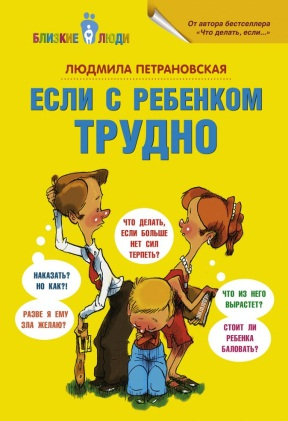 БЛИЗКИЕ ЛЮДИ
От автора бестселлера
«Что делать, если...»
ЛЮДМИЛА ПЕТРАНОВСКАЯ
ЕСЛИ С РЕБЕНКОМ
ТРУДНО
ЧТО ДЕЛАТЬ,
ЕСЛИ БОЛЬШЕ
НЕТ СИЛ
ТЕРПЕТЬ?
НАКАЗАТЬ?
НО КАК?!
РАЗВЕ Я ЕМУ
ЗЛА ЖЕЛАЮ?
ЧТО ИЗ НЕГО
ВЫРАСТЕТ?
СТОИТ ЛИ
РЕБЕНКА
БАЛОВАТЬ?